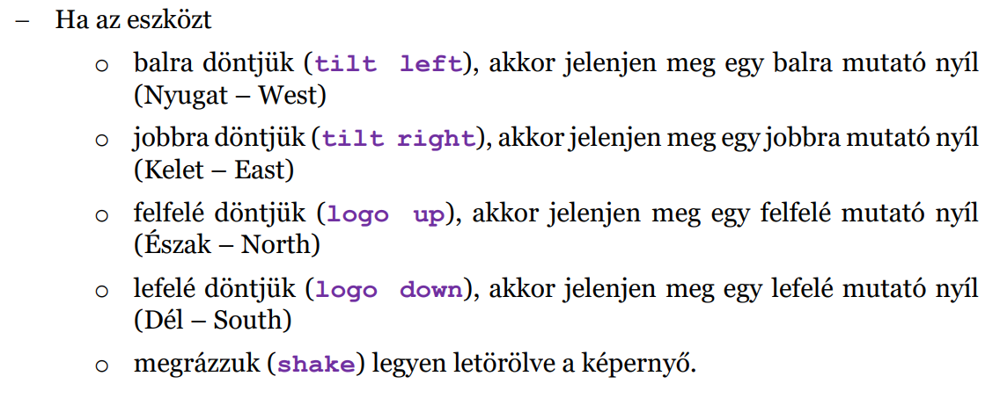 – Ha az eszközt
o balra döntjük (tilt left), akkor jelenjen meg egy balra mutató nyíl
(Nyugat – West)
o jobbra döntjük (tilt right), akkor jelenjen meg egy jobbra mutató nyíl
(Kelet – East)
o felfelé döntjük (logo up), akkor jelenjen meg egy felfelé mutató nyíl
(Észak – North)
o lefelé döntjük (logo down), akkor jelenjen meg egy lefelé mutató nyíl
(Dél – South)
o megrázzuk (shake) legyen letörölve a képernyő.